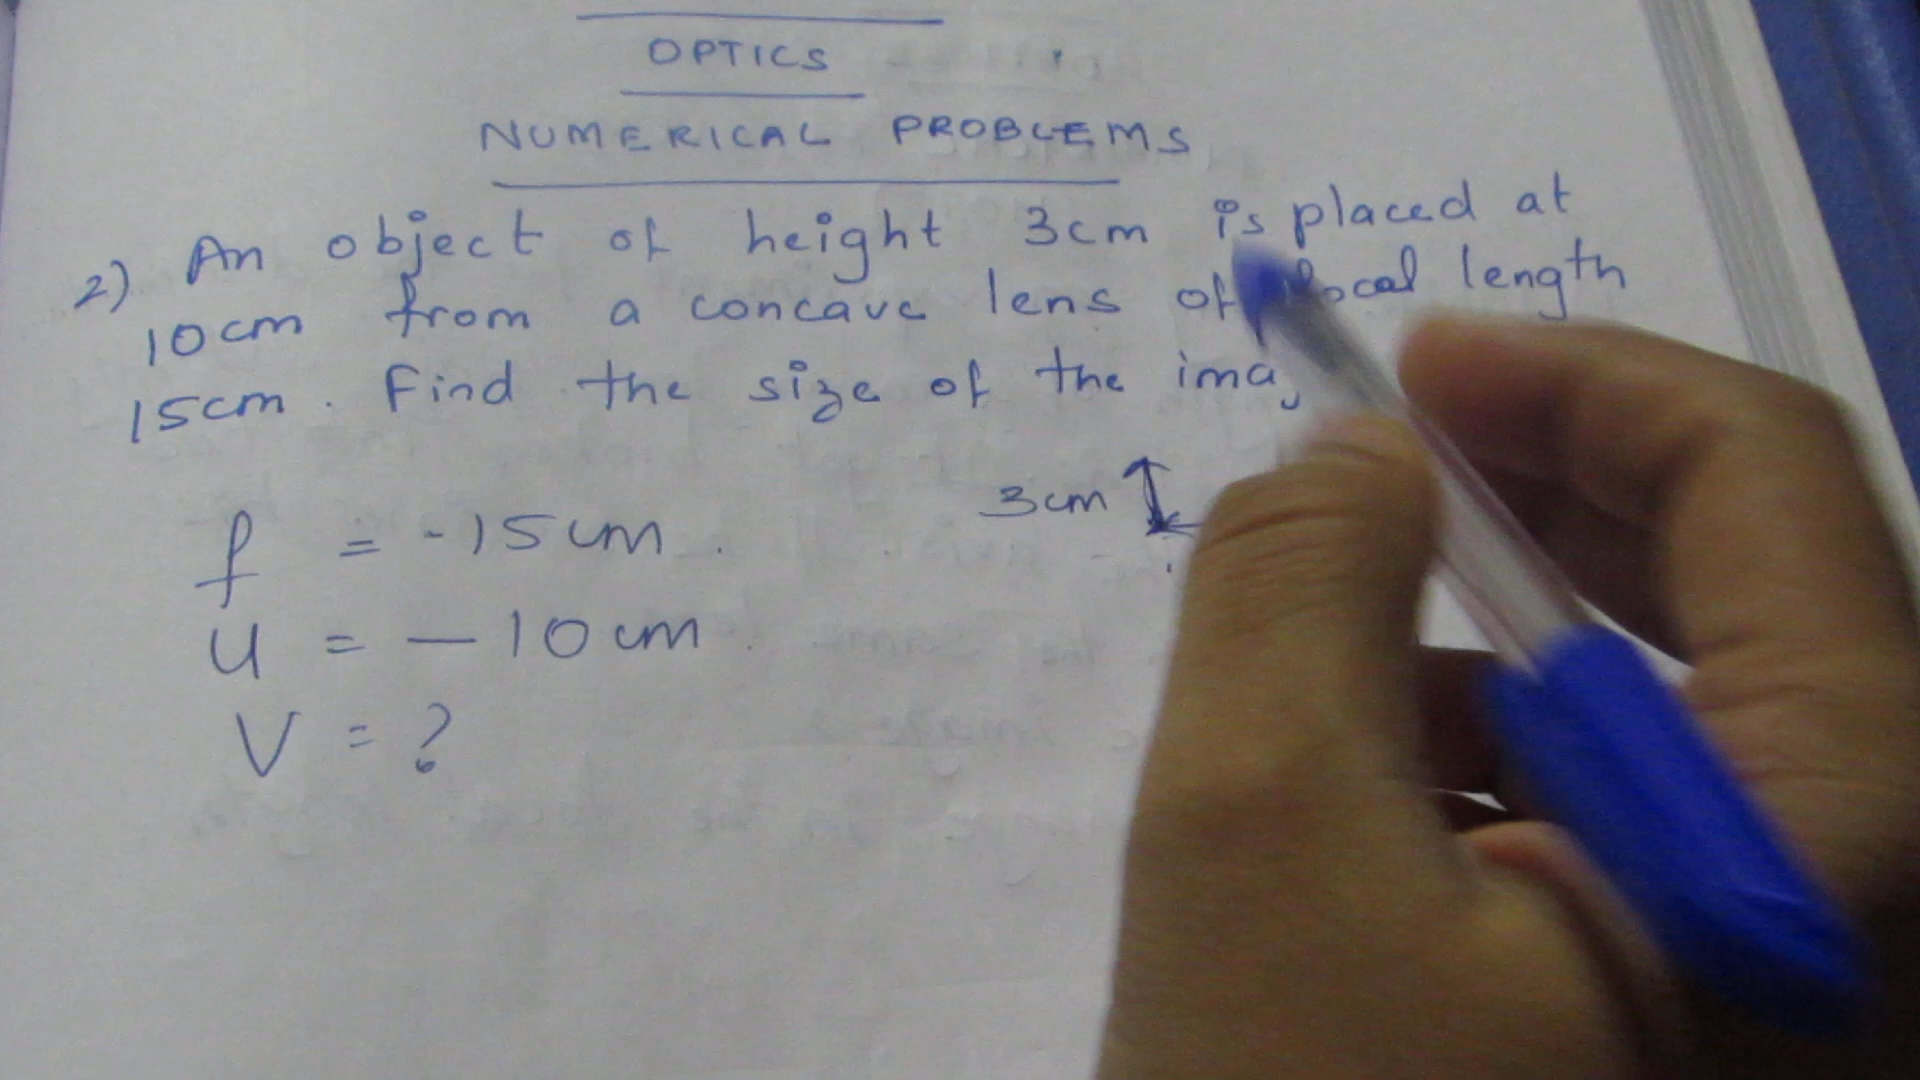 OPTICS
NUMERICAL PROBLEMS
2) An object of height 3cm is placed at
10cm from a concave lens of focal length
15cm. Find the size of the
3cm
f = -15cm.
u = -10cm.
V = ?